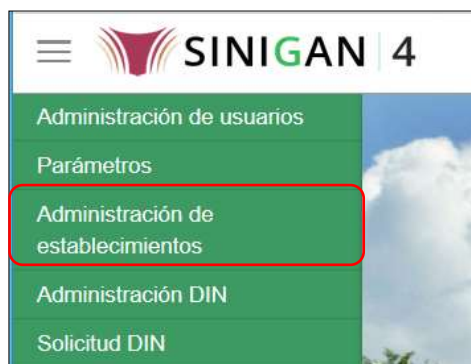 SINIGAN 4
Administración de usuarios
Parámetros
Administración de
establecimientos
Administración DIN
Solicitud DIN